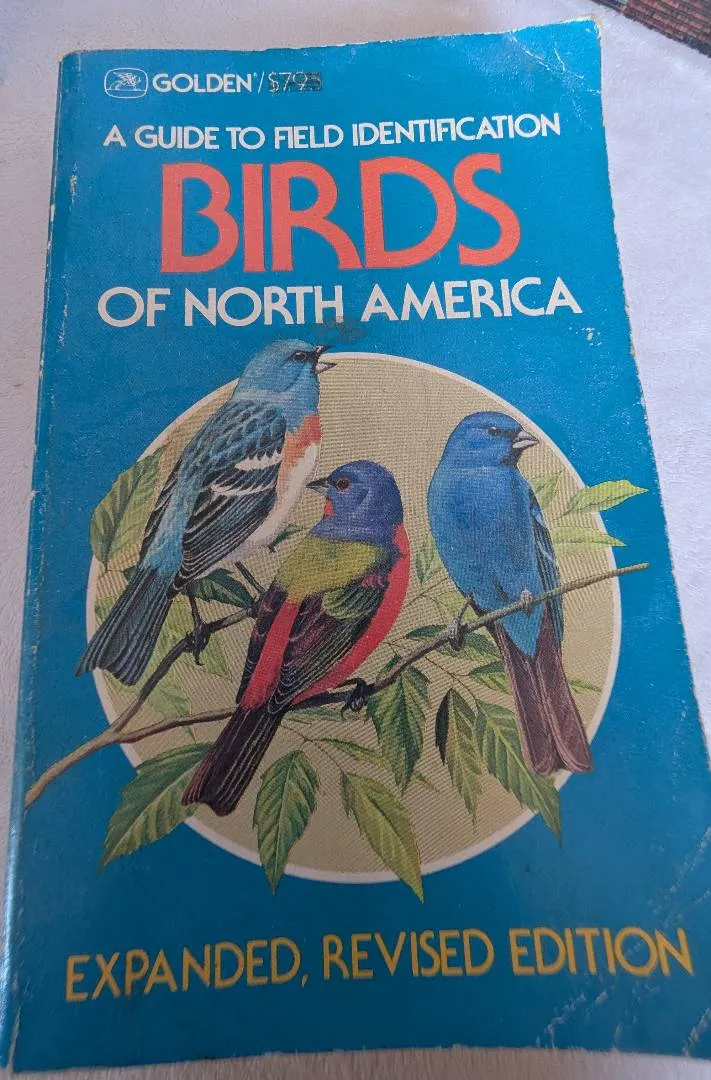 GOLDEN®/$7.95
A GUIDE TO FIELD IDENTIFICATION
BIRDS
OF NORTH AMERICA
EXPANDED, REVISED EDITION